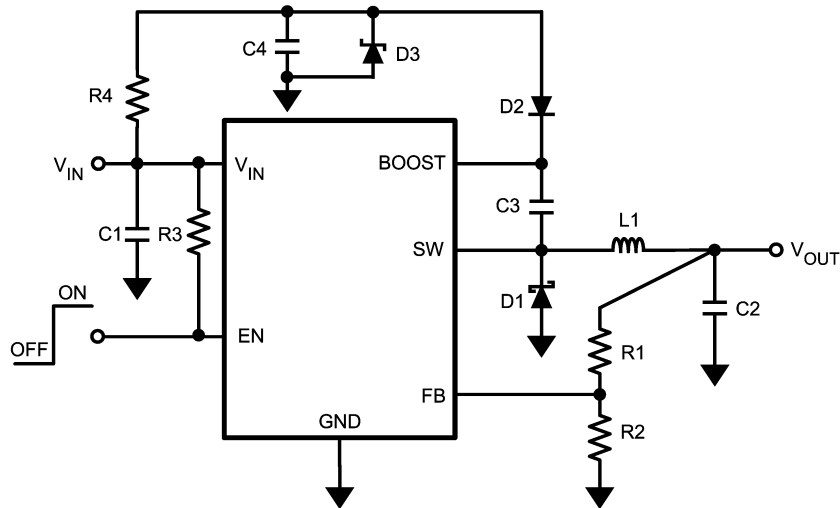 C4
D3
R4
D2
V_IN
V_IN
BOOST
C1
R3
C3
L1
SW
V_OUT
ON
D1
C2
OFF
EN
R1
FB
GND
R2